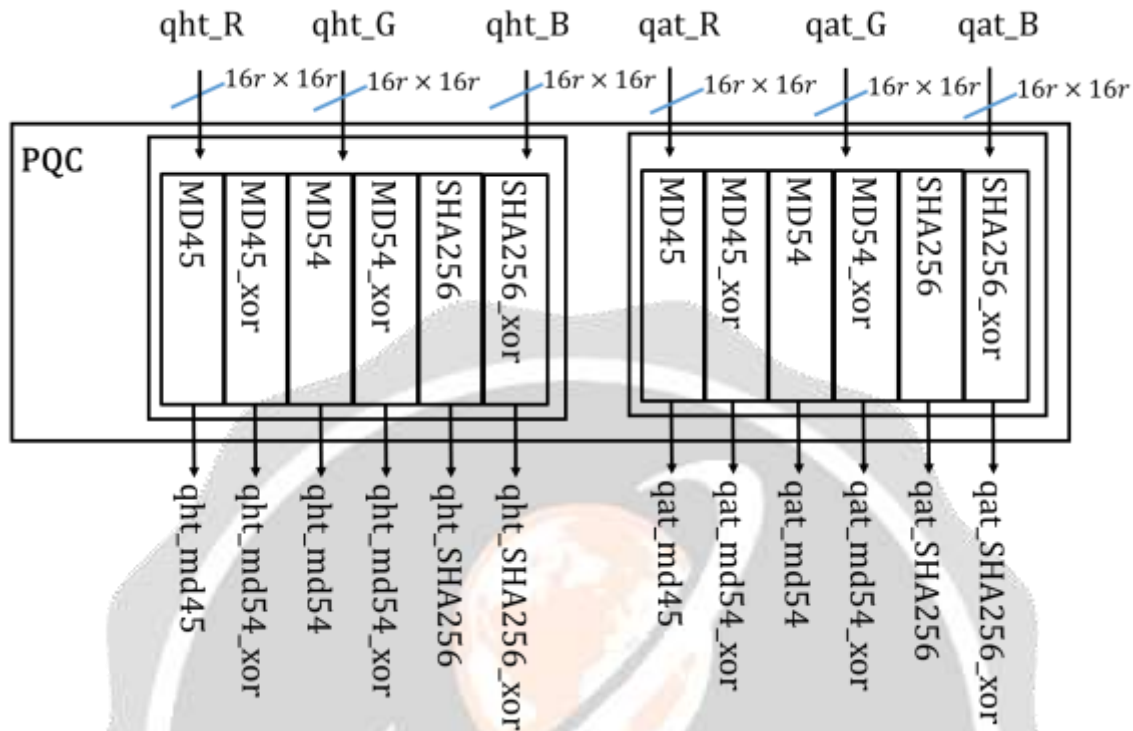 qht_R qht_G qht_B qat_R qat_G qat_B
16r × 16r 16r × 16r 16r × 16r 16r × 16r 16r × 16r 16r × 16r
PQC
MD45
MD45_xor
MD54
MD54_xor
SHA256
SHA256_xor
MD45
MD45_xor
MD54
MD54_xor
SHA256
SHA256_xor
qht_md45
qht_md54_xor
qht_md54
qht_md54_xor
qht_SHA256
qht_SHA256_xor
qat_md45
qat_md54_xor
qat_md54
qat_md54_xor
qat_SHA256
qat_SHA256_xor